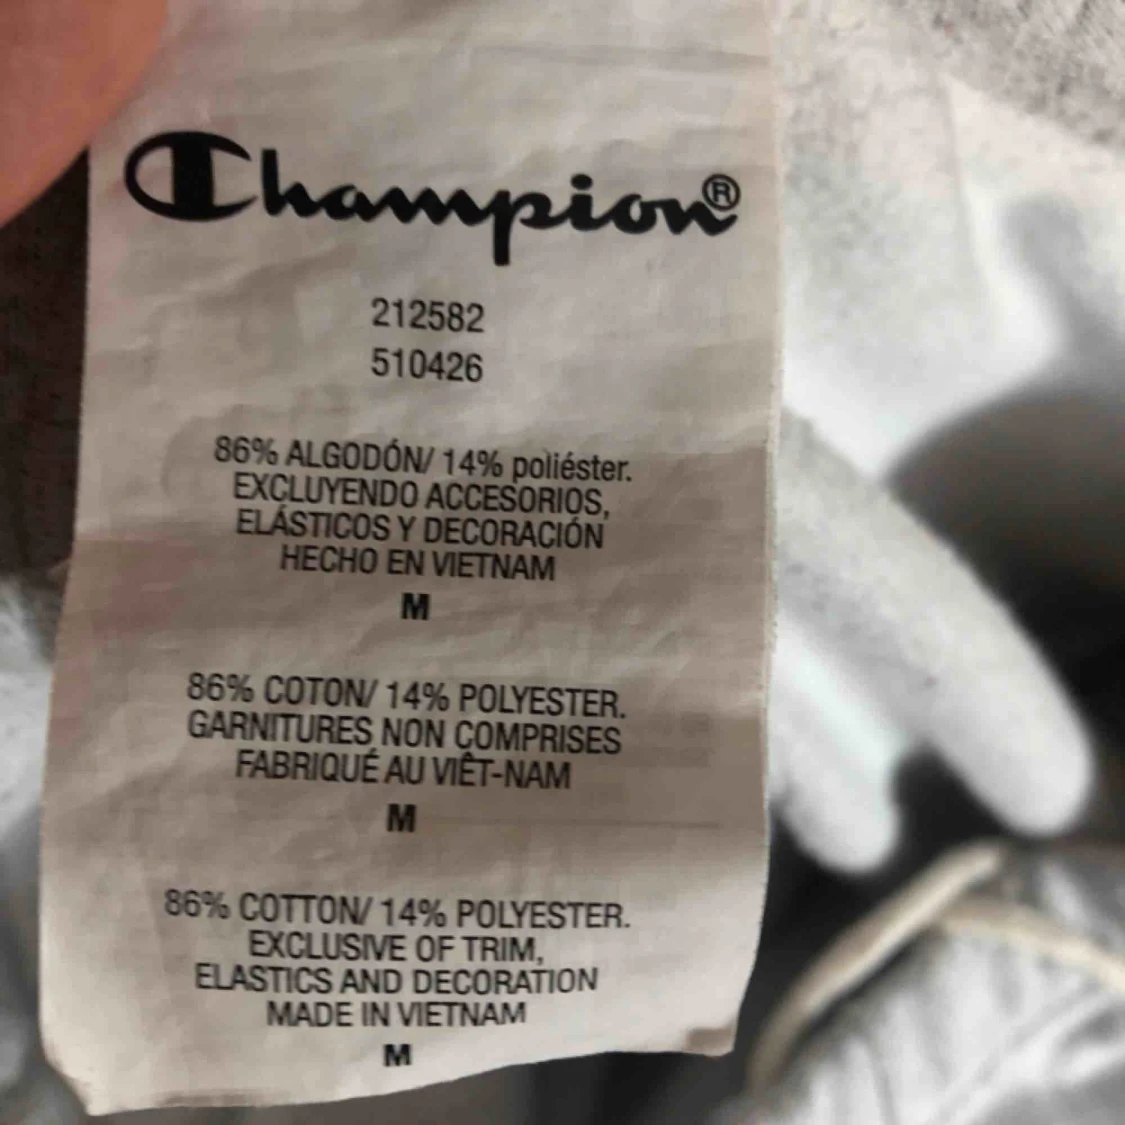 Champion®
212582
510426
86% ALGODÓN/ 14% poliéster.
EXCLUYENDO ACCESORIOS,
ELÁSTICOS Y DECORACIÓN
HECHO EN VIETNAM
M
86% COTON/ 14% POLYESTER.
GARNITURES NON COMPRISES
FABRIQUÉ AU VIÊT-NAM
M
86% COTTON/ 14% POLYESTER.
EXCLUSIVE OF TRIM,
ELASTICS AND DECORATION
MADE IN VIETNAM
M